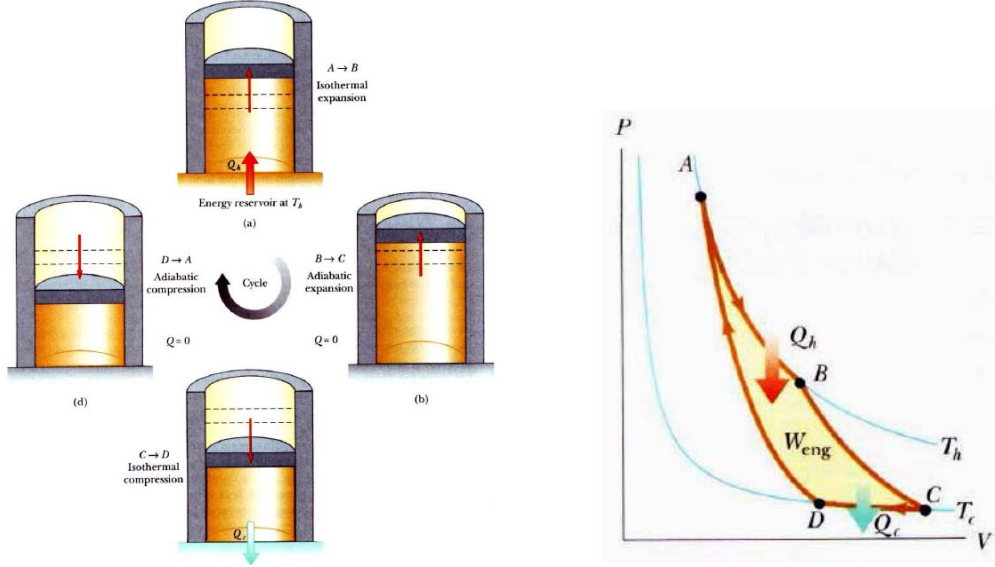 A → B
Isothermal
expansion
Qh
Energy reservoir at Th
(a)
D → A
Adiabatic
compression
Q = 0
(d)
Cycle
B → C
Adiabatic
expansion
Q = 0
(b)
C → D
Isothermal
compression
Qc
P
A
Qh
B
Weng
Th
D
Qc
C
Tc
V